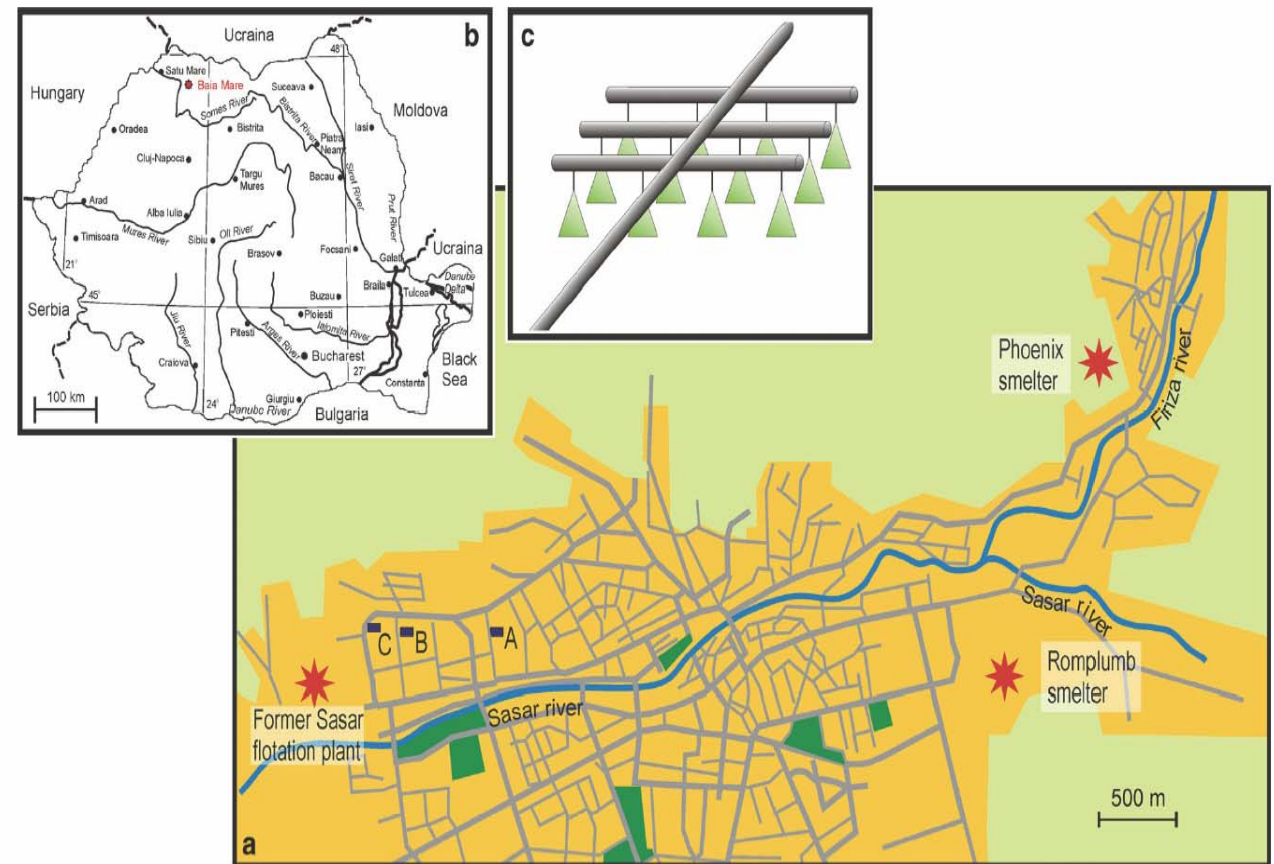 b
Ucraina
48°
Satu Mare
Baia Mare
Suceava
Hungary
Moldova
Somes River
Bistrita River
Oradea
Bistrita
Iasi
Piatra
Neamt
Cluj-Napoca
Siret River
Targu
Mures
Bacau
Prut River
Arad
Alba Iulia
Mures River
Olt River
Timisoara
Sibiu
Brasov
Focsani
Ucraina
Galati
21°
Danube
Delta
Braila
Tulcea
45°
Buzau
Serbia
Ploiesti
Jiu River
Pitesti
Ialomita River
Arges River
Bucharest
Black
Sea
Craiova
27°
Constanta
100 km
24°
Giurgiu
Danubo River
Bulgaria
c
Phoenix
smelter
Firiza river
Sasar river
C
B
A
Romplumb
smelter
Former Sasar
flotation plant
Sasar river
500 m
a